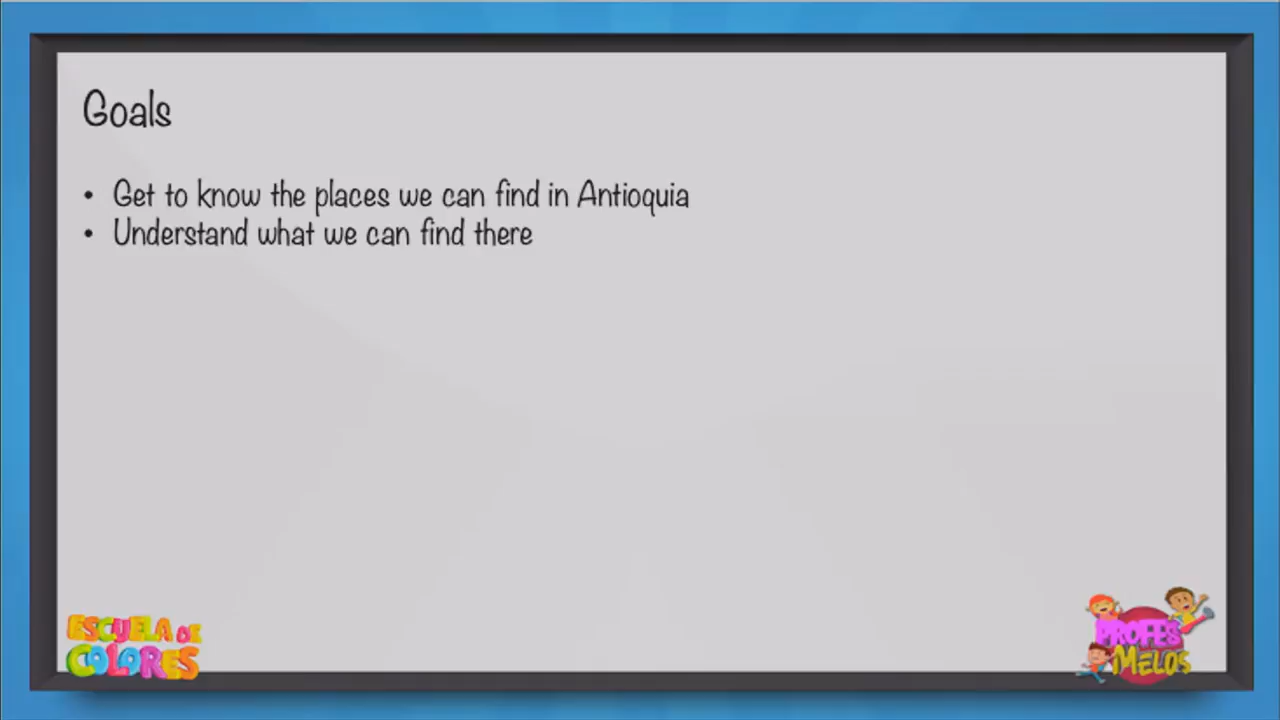 Goals
• Get to know the places we can find in Antioquia
• Understand what we can find there
ESCUELA DE
COLORES
PROFES
MELOS